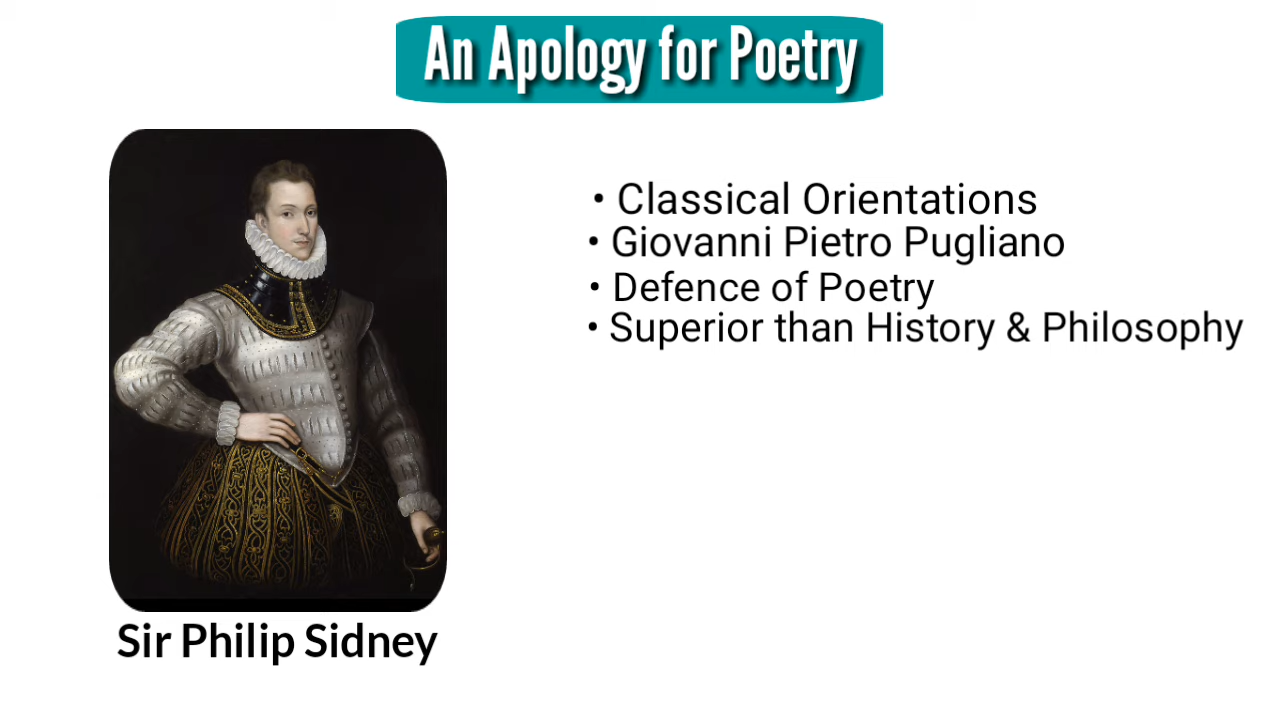 An Apology for Poetry
• Classical Orientations
• Giovanni Pietro Pugliano
• Defence of Poetry
• Superior than History & Philosophy
Sir Philip Sidney